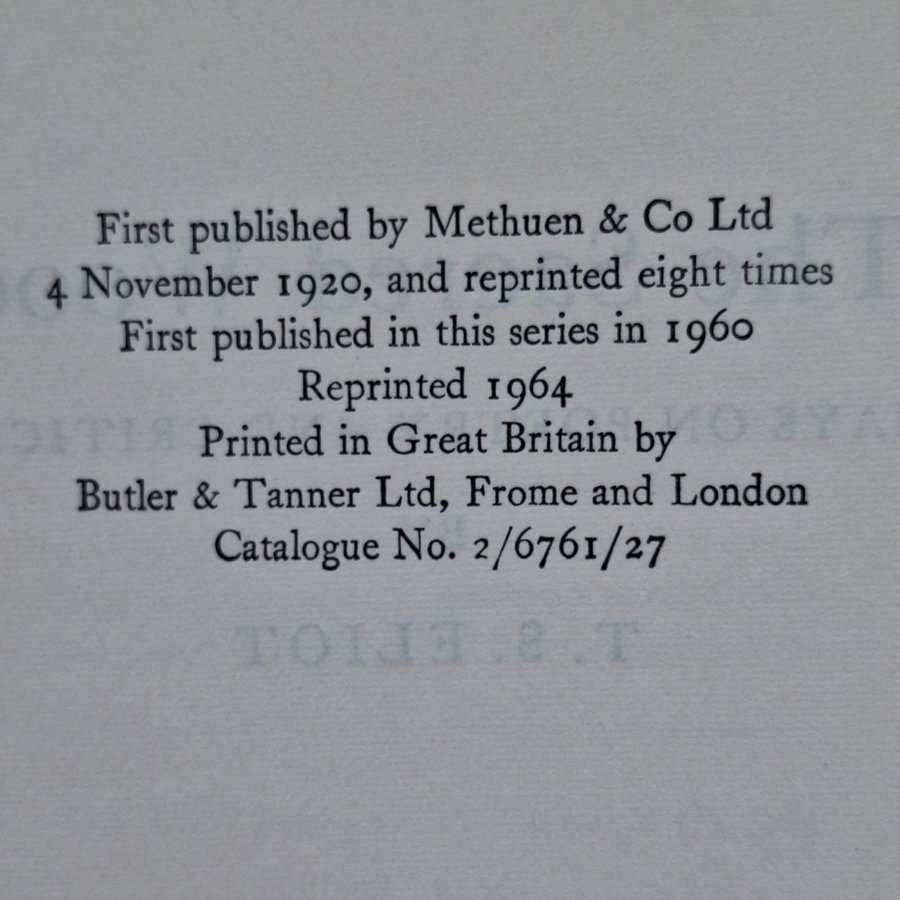 First published by Methuen & Co Ltd
4 November 1920, and reprinted eight times
First published in this series in 1960
Reprinted 1964
Printed in Great Britain by
Butler & Tanner Ltd, Frome and London
Catalogue No. 2/6761/27
T. S. ELIOT